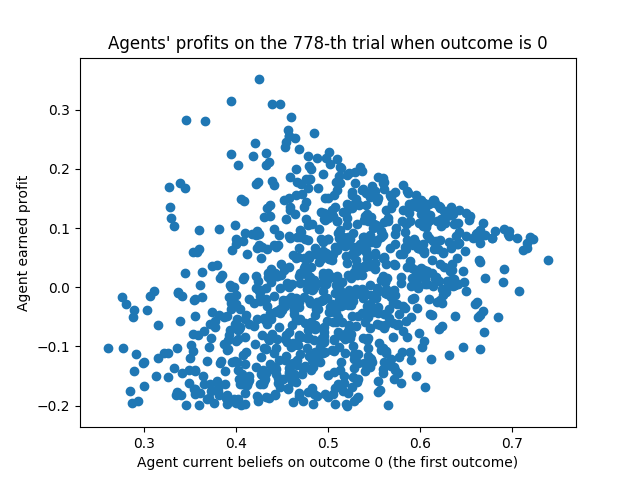 Agents' profits on the 778-th trial when outcome is 0
Agent earned profit
0.3
0.2
0.1
0.0
−0.1
−0.2
0.3 0.4 0.5 0.6 0.7
Agent current beliefs on outcome 0 (the first outcome)